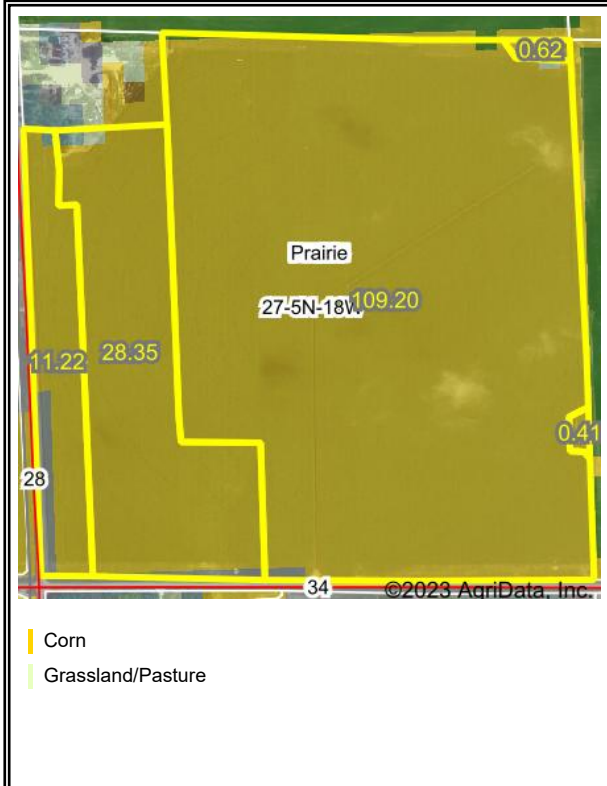 0.62
Prairie
27-5N-18W
109.20
11.22
28.35
0.41
28
34
©2023 AgriData, Inc.
Corn
Grassland/Pasture